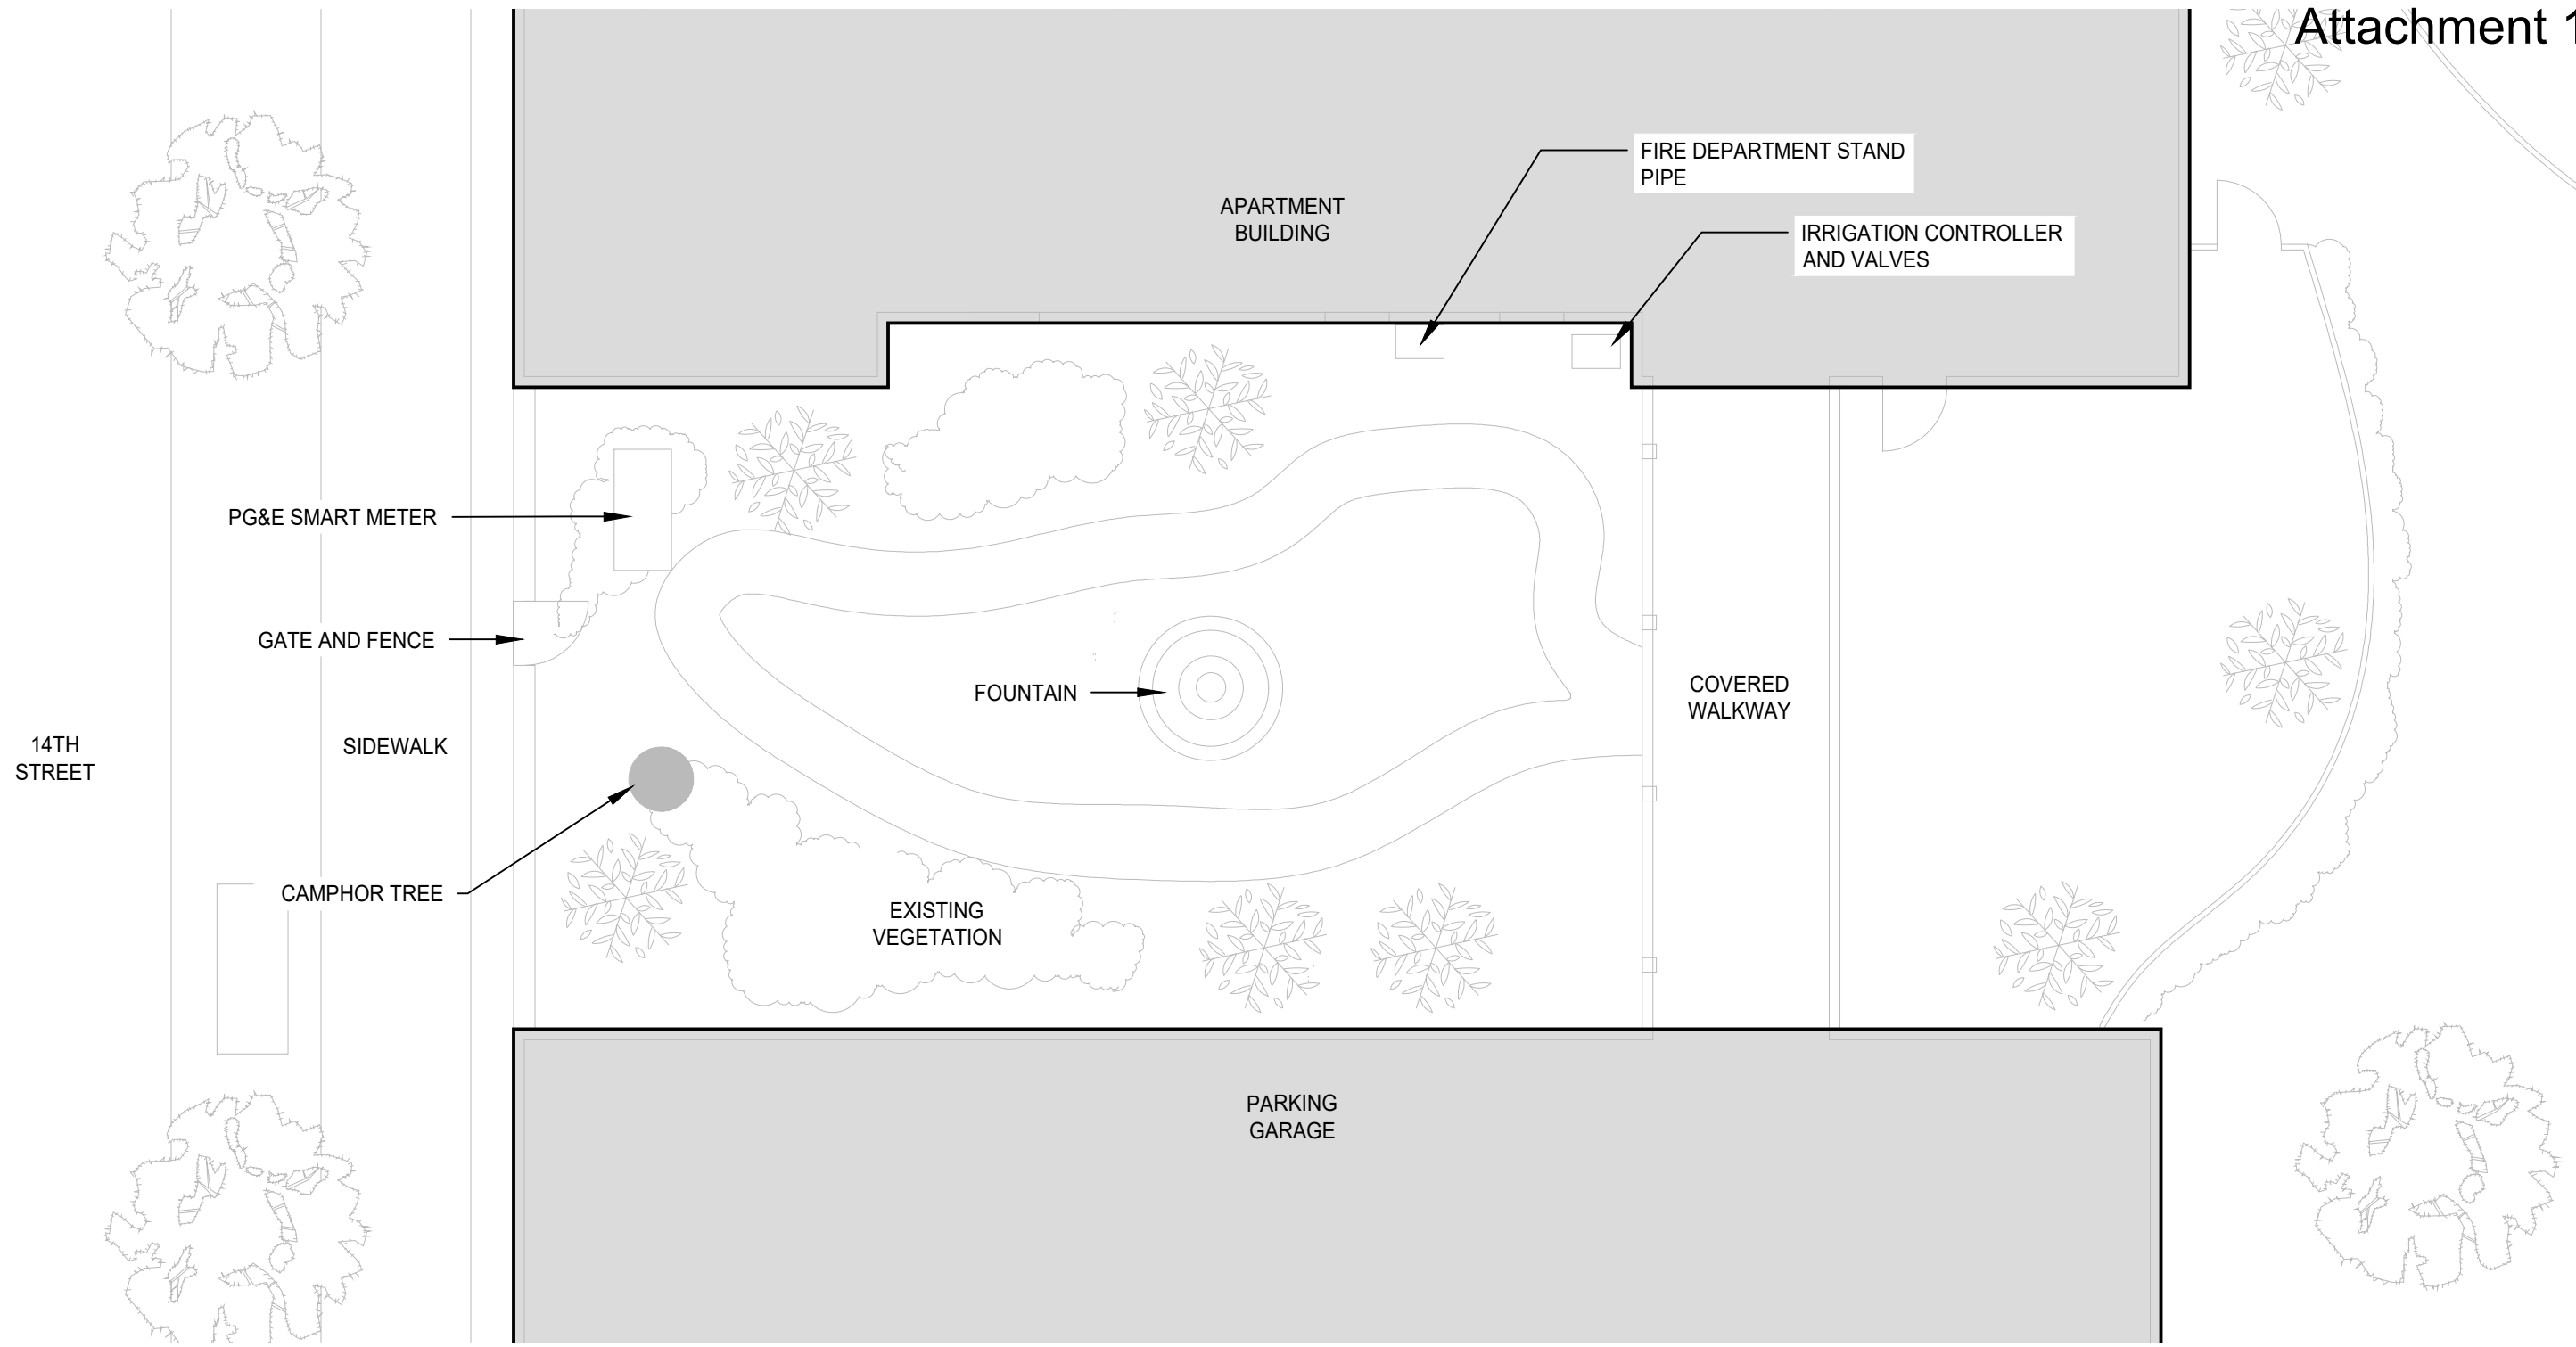 Attachment 1
FIRE DEPARTMENT STAND
PIPE
APARTMENT
BUILDING
IRRIGATION CONTROLLER
AND VALVES
PG&E SMART METER
GATE AND FENCE
FOUNTAIN
COVERED
WALKWAY
14TH
STREET
SIDEWALK
CAMPHOR TREE
EXISTING
VEGETATION
PARKING
GARAGE